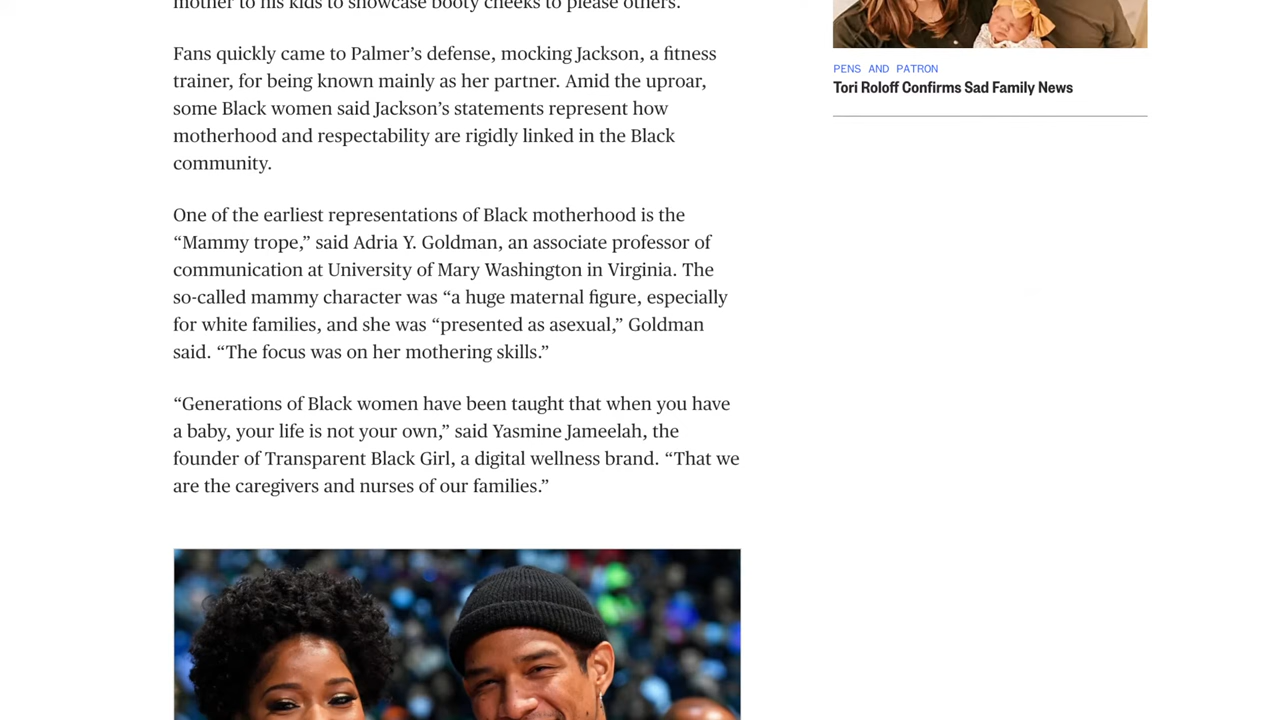 mother to his kids to showcase booty cheeks to please others.
Fans quickly came to Palmer’s defense, mocking Jackson, a fitness
trainer, for being known mainly as her partner. Amid the uproar,
some Black women said Jackson’s statements represent how
motherhood and respectability are rigidly linked in the Black
community.
One of the earliest representations of Black motherhood is the
“Mammy trope,” said Adria Y. Goldman, an associate professor of
communication at University of Mary Washington in Virginia. The
so-called mammy character was “a huge maternal figure, especially
for white families, and she was “presented as asexual,” Goldman
said. “The focus was on her mothering skills.”
“Generations of Black women have been taught that when you have
a baby, your life is not your own,” said Yasmine Jameelah, the
founder of Transparent Black Girl, a digital wellness brand. “That we
are the caregivers and nurses of our families.”
PENS AND PATRON
Tori Roloff Confirms Sad Family News